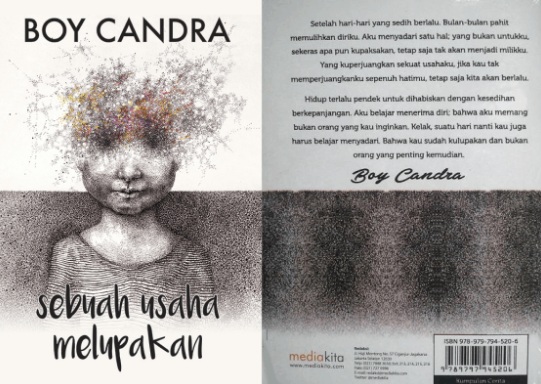 BOY CANDRA
sebuah usaha
melupakan
Setelah hari-hari yang sedih berlalu. Bulan-bulan pahit
memulihkan diriku. Aku menyadari satu hal; yang bukan untukku,
sekeras apa pun kupaksakan, tetap saja tak akan menjadi milikku.
Yang kuperjuangkan sekuat usahaku, jika kau tak
memperjuangkanku sepenuh hatimu, tetap saja kita akan berlalu.
Hidup terlalu pendek untuk dihabiskan dengan kesedihan
berkepanjangan. Aku belajar menerima diri; bahwa aku memang
bukan orang yang kau inginkan. Kelak, suatu hari nanti kau juga
harus belajar menyadari. Bahwa kau sudah kulupakan dan bukan
orang yang penting kemudian.
Boy Candra
mediakita
www.mediakita.com
Redaksi:
ISBN 978-979-794-520-6
9 789797 945206
Kumpulan Cerita